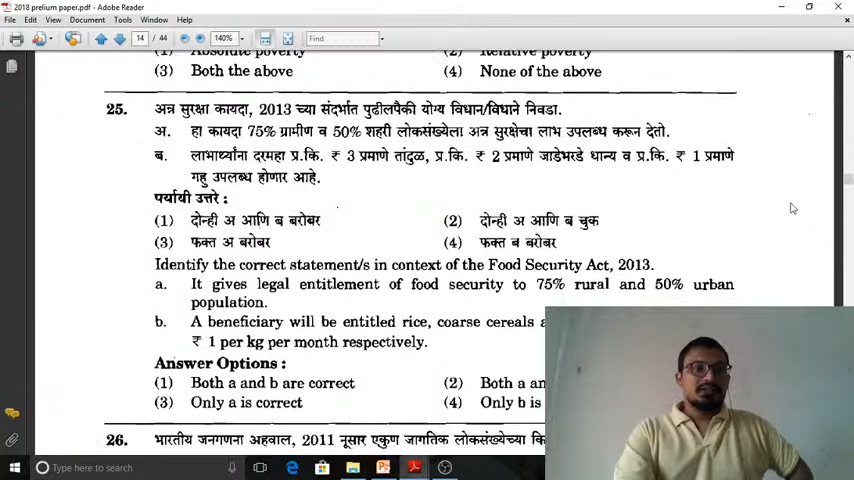 2018 prelium paper.pdf - Adobe Reader
File Edit View Document Tools Window Help
14 / 44 140% Find
(1) Absolute poverty (2) Relative poverty
(3) Both the above (4) None of the above
25. अन्न सुरक्षा कायदा, 2013 च्या संदर्भात पुढीलपैकी योग्य विधान/विधाने निवडा.
अ. हा कायदा 75% ग्रामीण व 50% शहरी लोकसंख्येला अन्न सुरक्षेचा लाभ उपलब्ध करून देतो.
ब. लाभार्थ्यांना दरमहा प्र.कि. ₹ 3 प्रमाणे तांदुळ, प्र.कि. ₹ 2 प्रमाणे जाडेभरडे धान्य व प्र.कि. ₹ 1 प्रमाणे
गहु उपलब्ध होणार आहे.
पर्यायी उत्तरे :
(1) दोन्ही अ आणि ब बरोबर (2) दोन्ही अ आणि ब चुक
(3) फक्त अ बरोबर (4) फक्त ब बरोबर
Identify the correct statement/s in context of the Food Security Act, 2013.
a. It gives legal entitlement of food security to 75% rural and 50% urban
population.
b. A beneficiary will be entitled rice, coarse cereals
₹ 1 per kg per month respectively.
Answer Options :
(1) Both a and b are correct (2) Both a
(3) Only a is correct (4) Only b is
26. भारतीय जनगणना अहवाल, 2011 नूसार एकुण जागतिक लोकसंख्येच्या
Type here to search